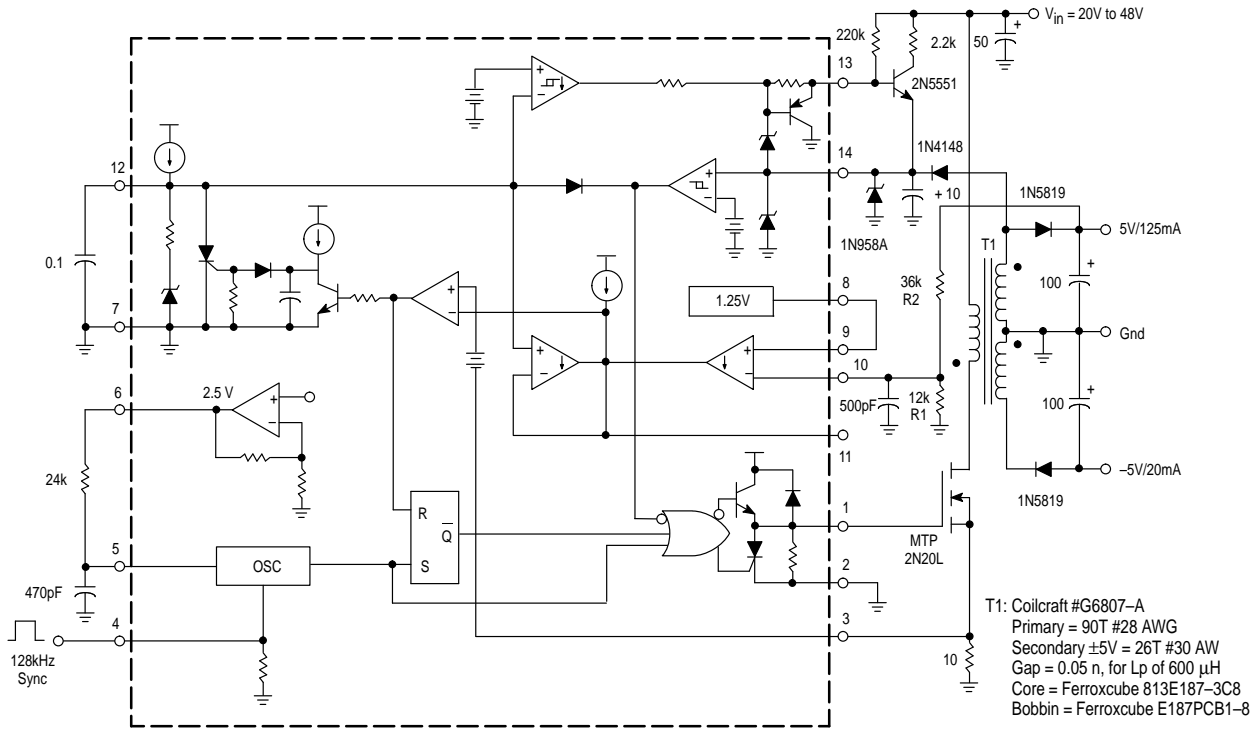 Vin = 20V to 48V
220k
2.2k
50
+
13
2N5551
+
−
12
14
1N4148
+
−
+ 10
1N5819
5V/125mA
T1
1N958A
0.1
36k
R2
100
+
8
1.25V
+
−
7
9
Gnd
+
−
+
−
10
6
2.5 V
+
−
500pF
12k
R1
100
+
11
24k
−5V/20mA
1N5819
R
Q
S
1
MTP
2N20L
5
OSC
2
470pF
4
3
128kHz
Sync
10
T1: Coilcraft #G6807–A
Primary = 90T #28 AWG
Secondary ±5V = 26T #30 AW
Gap = 0.05 n, for Lp of 600 µH
Core = Ferroxcube 813E187–3C8
Bobbin = Ferroxcube E187PCB1–8